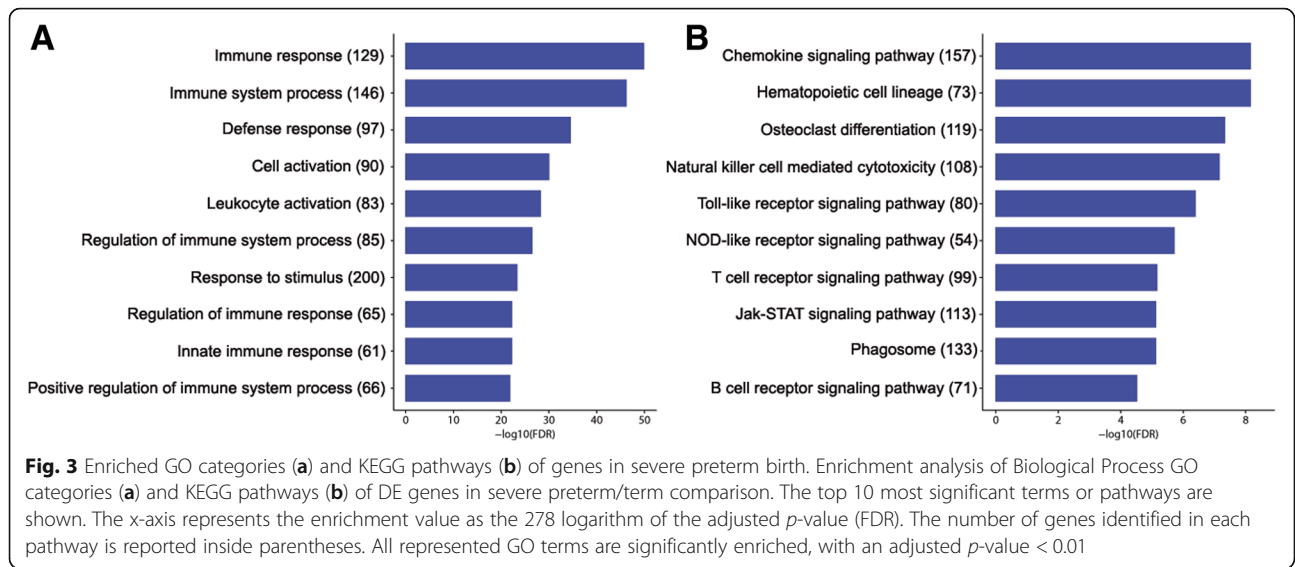 A
Immune response (129)
Immune system process (146)
Defense response (97)
Cell activation (90)
Leukocyte activation (83)
Regulation of immune system process (85)
Response to stimulus (200)
Regulation of immune response (65)
Innate immune response (61)
Positive regulation of immune system process (66)
0 10 20 30 40 50
−log10(FDR)
B
Chemokine signaling pathway (157)
Hematopoietic cell lineage (73)
Osteoclast differentiation (119)
Natural killer cell mediated cytotoxicity (108)
Toll-like receptor signaling pathway (80)
NOD-like receptor signaling pathway (54)
T cell receptor signaling pathway (99)
Jak-STAT signaling pathway (113)
Phagosome (133)
B cell receptor signaling pathway (71)
0 2 4 6 8
−log10(FDR)
Fig. 3 Enriched GO categories (a) and KEGG pathways (b) of genes in severe preterm birth. Enrichment analysis of Biological Process GO
categories (a) and KEGG pathways (b) of DE genes in severe preterm/term comparison. The top 10 most significant terms or pathways are
shown. The x-axis represents the enrichment value as the 278 logarithm of the adjusted p-value (FDR). The number of genes identified in each
pathway is reported inside parentheses. All represented GO terms are significantly enriched, with an adjusted p-value < 0.01